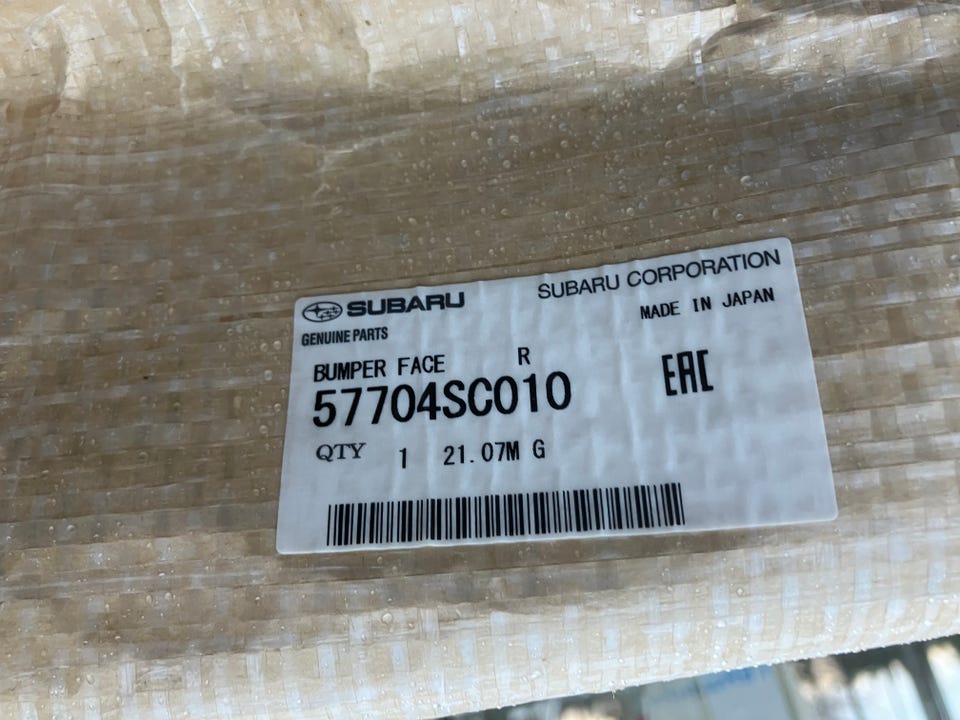 SUBARU
SUBARU CORPORATION
GENUINE PARTS
MADE IN JAPAN
BUMPER FACE R
57704SC010
EAC
QTY 1 21.07M G